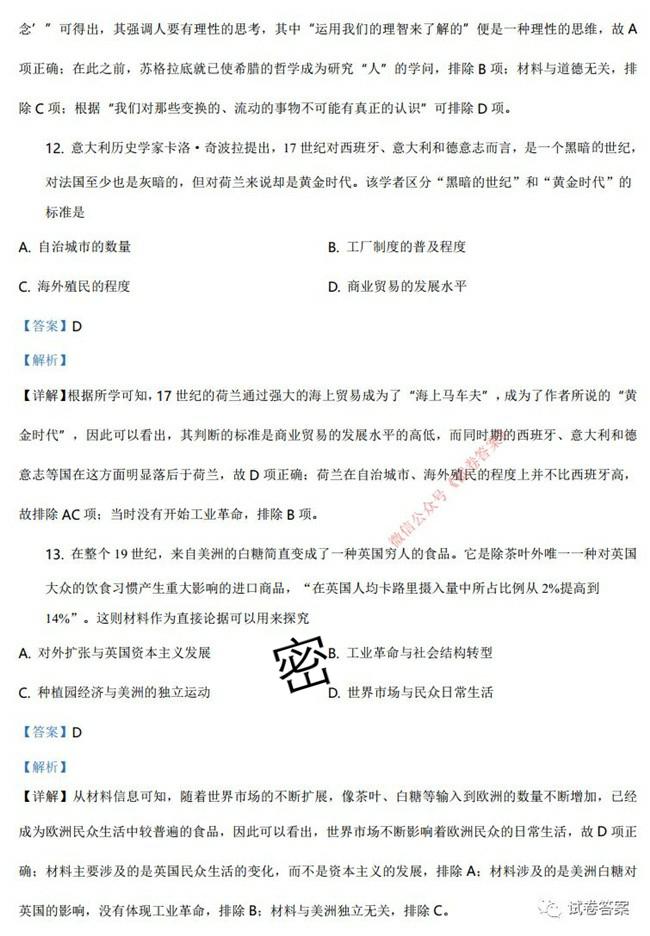 念’”可得出，其强调人要有理性的思考，其中“运用我们的理智来了解的”便是一种理性的思维，故A
项正确；在此之前，苏格拉底就已使希腊的哲学成为研究“人”的学问，排除B项；材料与道德无关，排
除C项；根据“我们对那些变换的、流动的事物不可能有真正的认识”可排除D项。
12. 意大利历史学家卡洛·奇波拉提出，17世纪对西班牙、意大利和德意志而言，是一个黑暗的世纪，
对法国至少也是灰暗的，但对荷兰来说却是黄金时代。该学者区分“黑暗的世纪”和“黄金时代”的
标准是
A. 自治城市的数量 B. 工厂制度的普及程度
C. 海外殖民的程度 D. 商业贸易的发展水平
【答案】D
【解析】
【详解】根据所学可知，17世纪的荷兰通过强大的海上贸易成为了“海上马车夫”，成为了作者所说的“黄
金时代”，因此可以看出，其判断的标准是商业贸易的发展水平的高低，而同时期的西班牙、意大利和德
意志等国在这方面明显落后于荷兰，故D项正确；荷兰在自治城市、海外殖民的程度上并不比西班牙高，
故排除AC项；当时没有开始工业革命，排除B项。
微信公众号《试卷答案》
13. 在整个19世纪，来自美洲的白糖简直变成了一种英国穷人的食品。它是除茶叶外唯一一种对英国
大众的饮食习惯产生重大影响的进口商品，“在英国人均卡路里摄入量中所占比例从2%提高到
14%”。这则材料作为直接论据可以用来探究
A. 对外扩张与英国资本主义发展 B. 工业革命与社会结构转型
密
C. 种植园经济与美洲的独立运动 D. 世界市场与民众日常生活
【答案】D
【解析】
【详解】从材料信息可知，随着世界市场的不断扩展，像茶叶、白糖等输入到欧洲的数量不断增加，已经
成为欧洲民众生活中较普遍的食品，因此可以看出，世界市场不断影响着欧洲民众的日常生活，故D项正
确；材料主要涉及的是英国民众生活的变化，而不是资本主义的发展，排除A；材料涉及的是美洲白糖对
英国的影响，没有体现工业革命，排除B；材料与美洲独立无关，排除C。
试卷答案